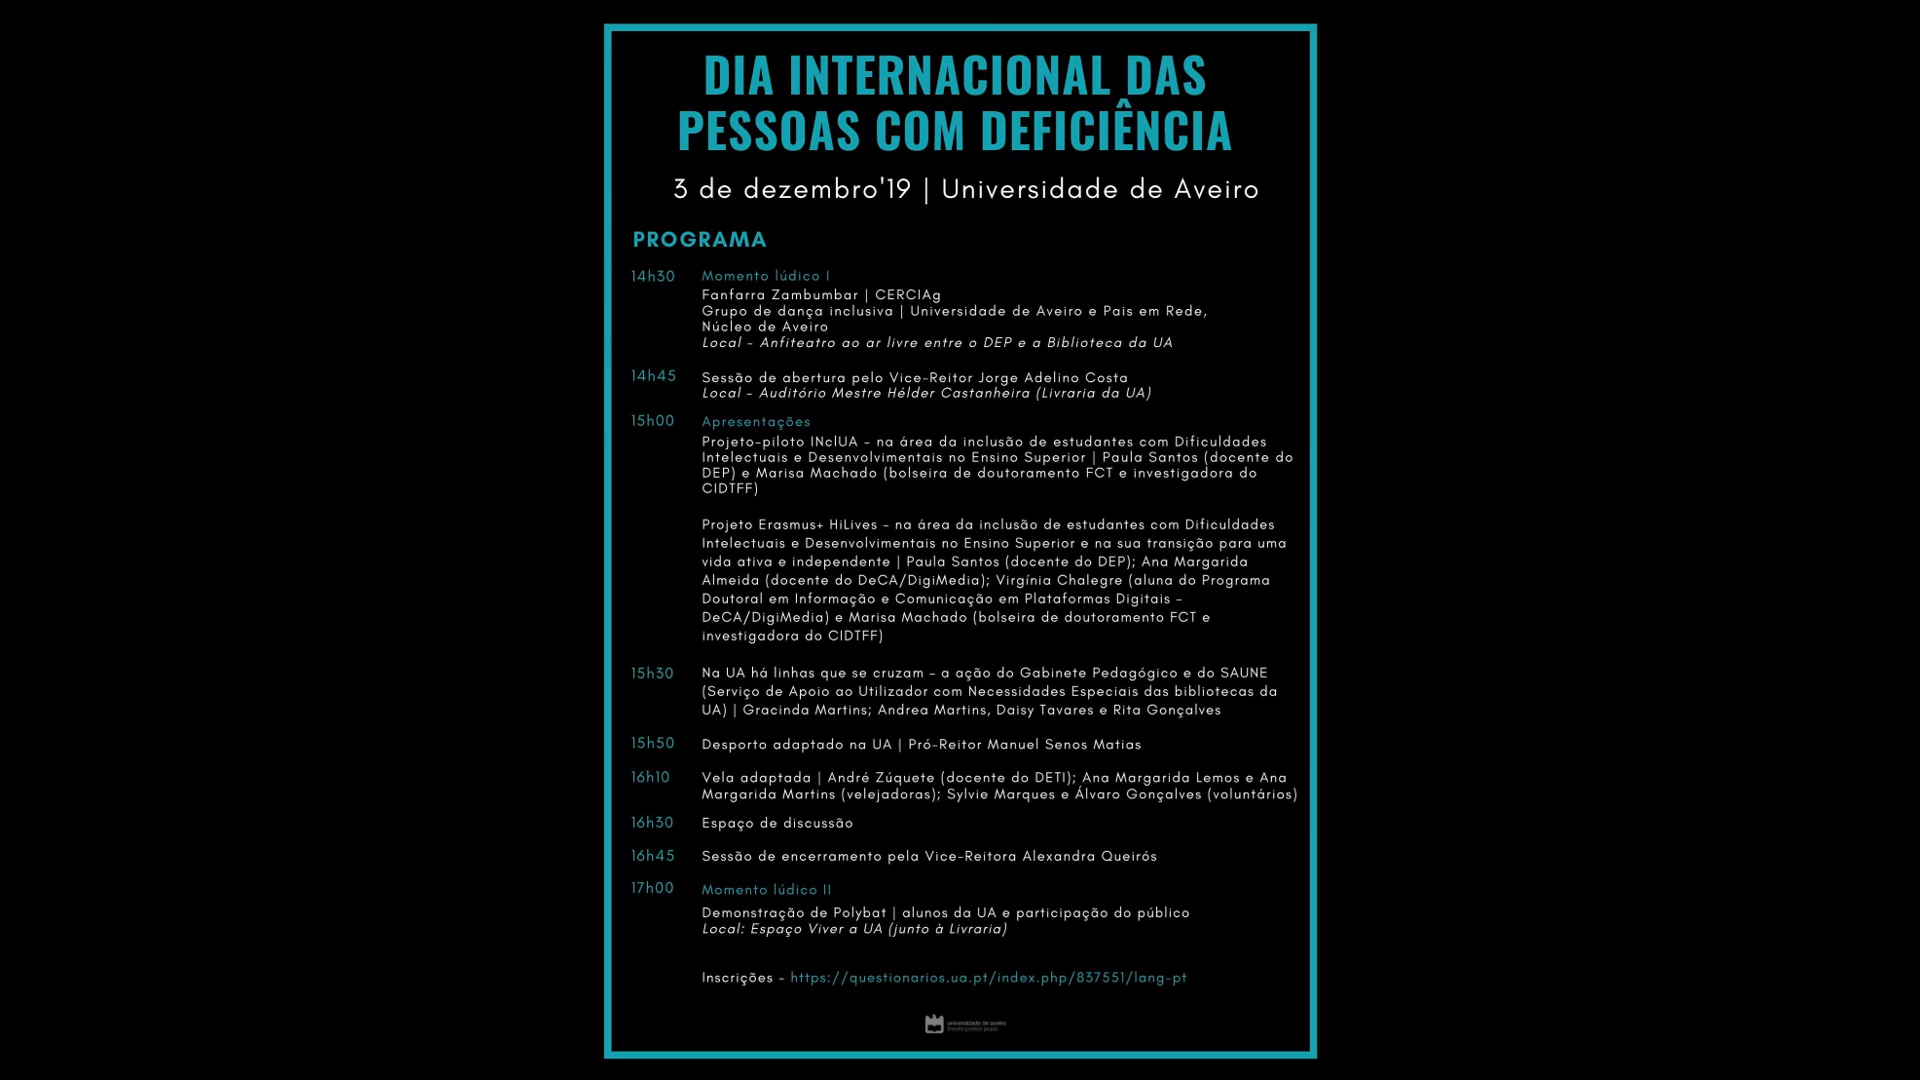 DIA INTERNACIONAL DAS
PESSOAS COM DEFICIÊNCIA
3 de dezembro'19 | Universidade de Aveiro
PROGRAMA
14h30 Momento lúdico I
Fanfarra Zambumbar | CERCIAg
Grupo de dança inclusiva | Universidade de Aveiro e Pais em Rede,
Núcleo de Aveiro
Local - Anfiteatro ao ar livre entre o DEP e a Biblioteca da UA
14h45 Sessão de abertura pelo Vice-Reitor Jorge Adelino Costa
Local - Auditório Mestre Hélder Castanheira (Livraria da UA)
15h00 Apresentações
Projeto-piloto INclUA - na área da inclusão de estudantes com Dificuldades
Intelectuais e Desenvolvimentais no Ensino Superior | Paula Santos (docente do
DEP) e Marisa Machado (bolseira de doutoramento FCT e investigadora do
CIDTFF)
Projeto Erasmus+ HiLives - na área da inclusão de estudantes com Dificuldades
Intelectuais e Desenvolvimentais no Ensino Superior e na sua transição para uma
vida ativa e independente | Paula Santos (docente do DEP); Ana Margarida
Almeida (docente do DeCA/DigiMedia); Virgínia Chalegre (aluna do Programa
Doutoral em Informação e Comunicação em Plataformas Digitais -
DeCA/DigiMedia) e Marisa Machado (bolseira de doutoramento FCT e
investigadora do CIDTFF)
15h30 Na UA há linhas que se cruzam - a ação do Gabinete Pedagógico e do SAUNE
(Serviço de Apoio ao Utilizador com Necessidades Especiais das bibliotecas da
UA) | Gracinda Martins; Andrea Martins, Daisy Tavares e Rita Gonçalves
15h50 Desporto adaptado na UA | Pró-Reitor Manuel Senos Matias
16h10 Vela adaptada | André Zúquete (docente do DETI); Ana Margarida Lemos e Ana
Margarida Martins (velejadoras); Sylvie Marques e Álvaro Gonçalves (voluntários)
16h30 Espaço de discussão
16h45 Sessão de encerramento pela Vice-Reitora Alexandra Queirós
17h00 Momento lúdico II
Demonstração de Polybat | alunos da UA e participação do público
Local: Espaço Viver a UA (junto à Livraria)
Inscrições - https://questionarios.ua.pt/index.php/837551/lang-pt
universidade de aveiro